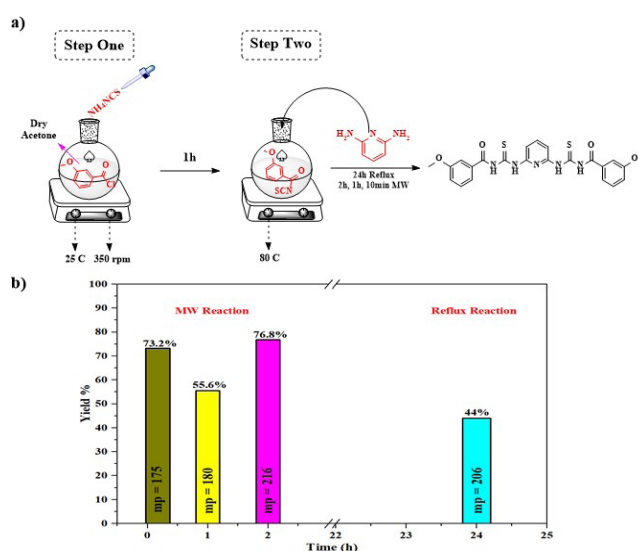 a)
Step One
Step Two
NH₄NCS
Dry
Acetone
O
O
Cl
1h
O
O
SCN
NH₂
N
NH₂
24h Reflux
2h, 1h, 10min MW
O
O
S
N
H
N
H
N
N
H
S
N
H
O
O
25 C
350 rpm
80 C
b)
MW Reaction
Reflux Reaction
Yield %
100
90
80
70
60
50
40
30
20
10
0
73.2%
55.6%
76.8%
44%
mp = 175
mp = 180
mp = 216
mp = 206
0
1
2
22
22
23
24
25
Time (h)